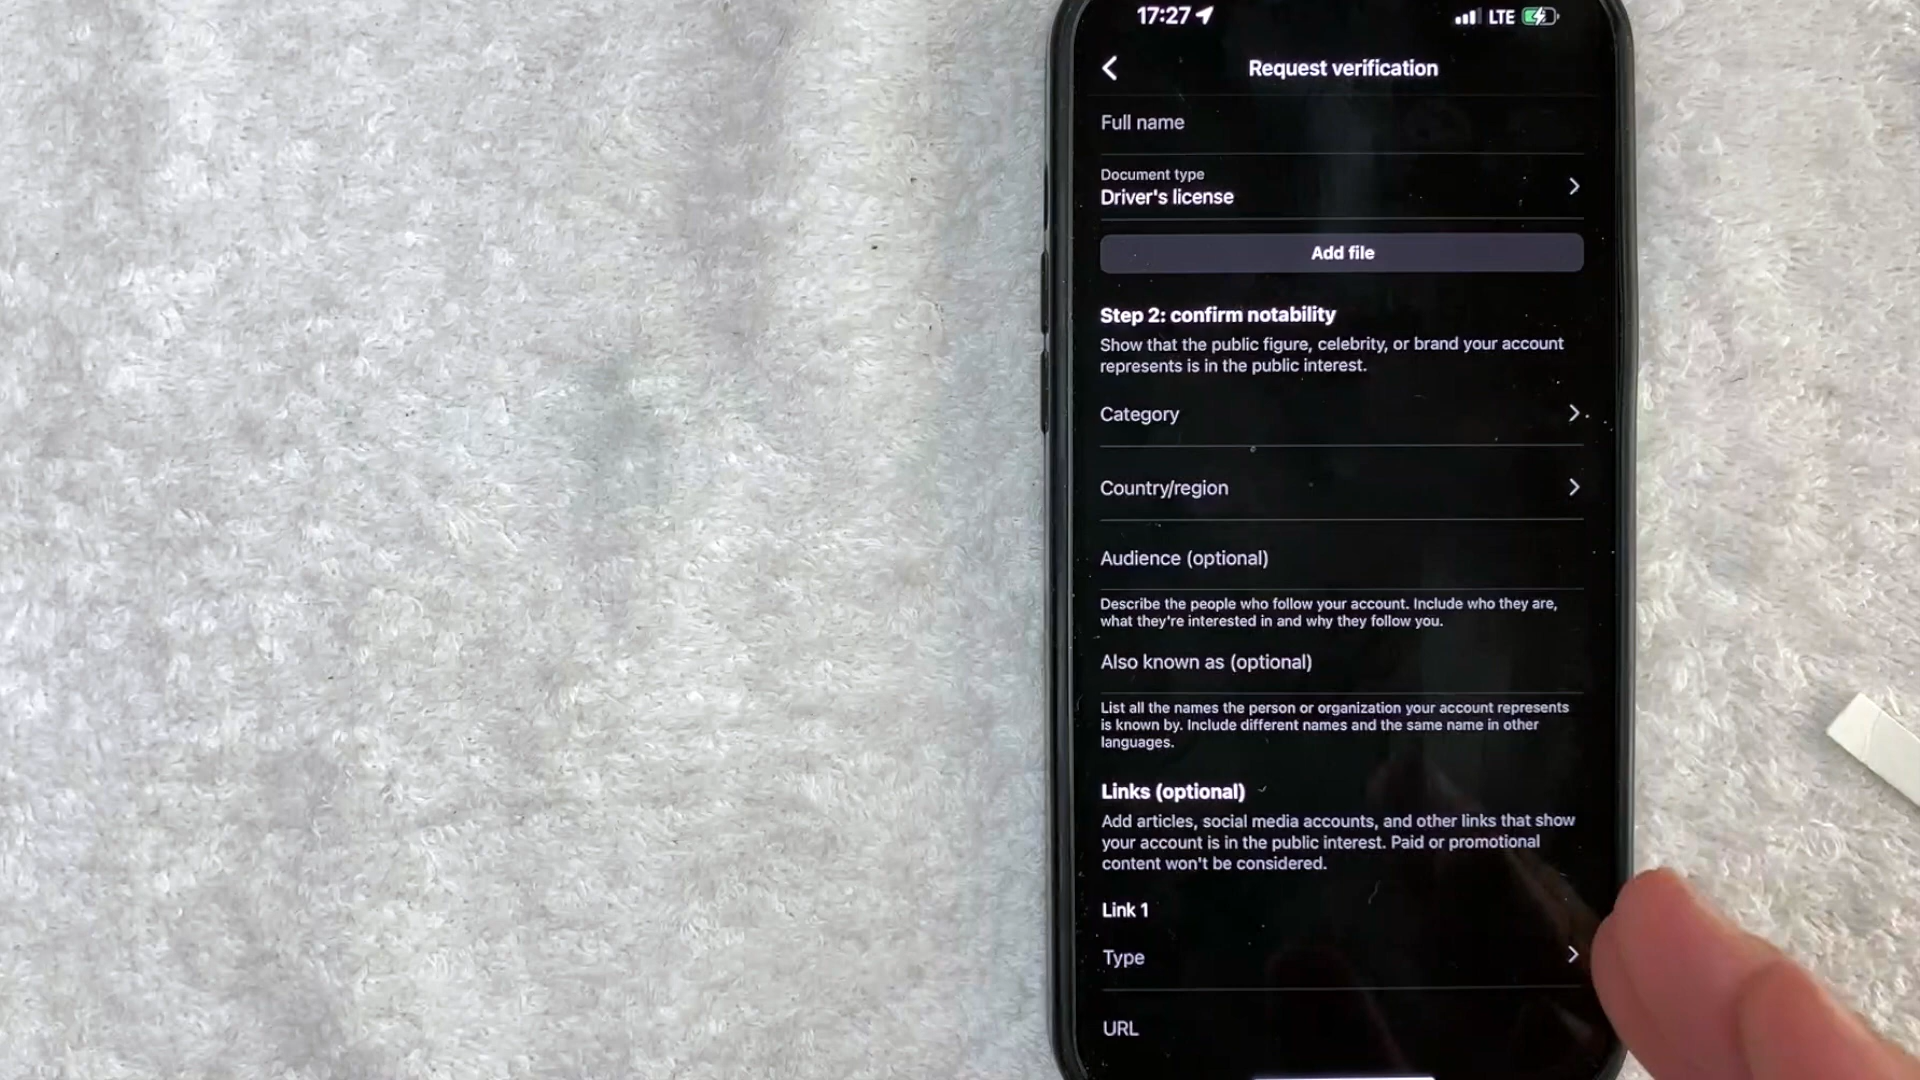 17:27
LTE
Request verification
Full name
Document type
Driver's license
Add file
Step 2: confirm notability
Show that the public figure, celebrity, or brand your account
represents is in the public interest.
Category
Country/region
Audience (optional)
Describe the people who follow your account. Include who they are,
what they're interested in and why they follow you.
Also known as (optional)
List all the names the person or organization your account represents
is known by. Include different names and the same name in other
languages.
Links (optional)
Add articles, social media accounts, and other links that show
your account is in the public interest. Paid or promotional
content won't be considered.
Link 1
Type
URL